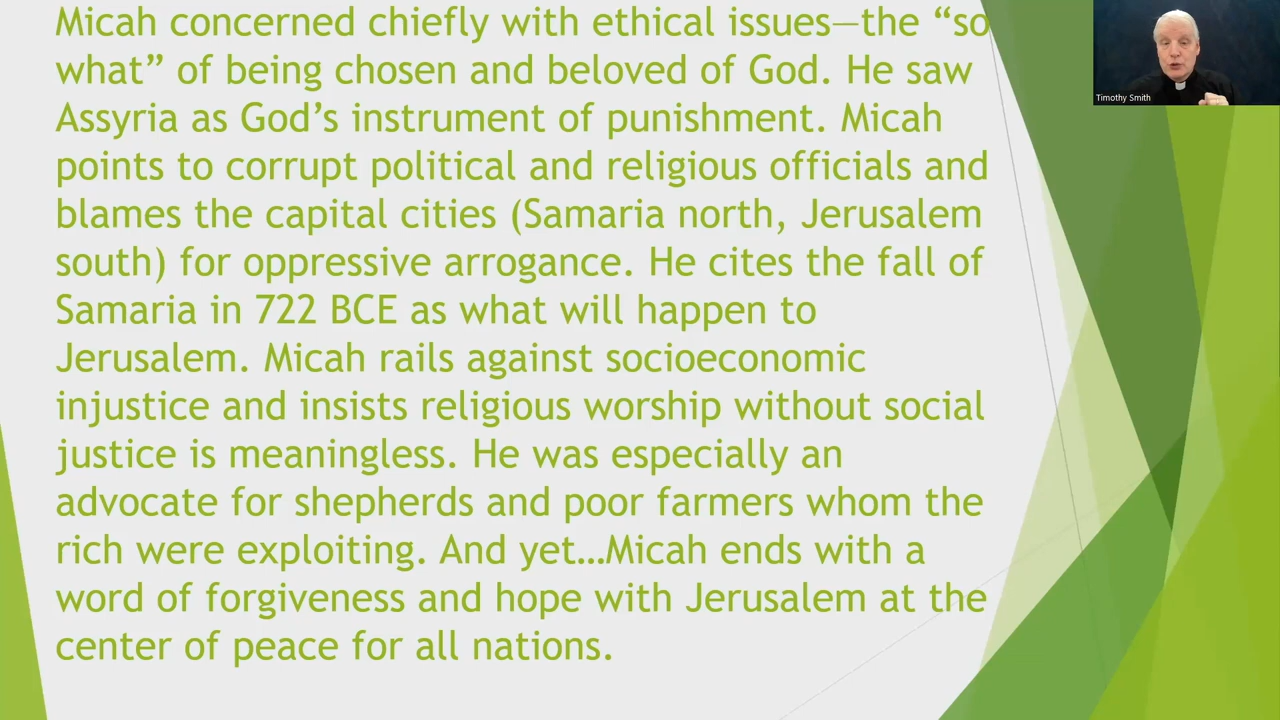 Micah concerned chiefly with ethical issues—the “so
what” of being chosen and beloved of God. He saw
Assyria as God’s instrument of punishment. Micah
points to corrupt political and religious officials and
blames the capital cities (Samaria north, Jerusalem
south) for oppressive arrogance. He cites the fall of
Samaria in 722 BCE as what will happen to
Jerusalem. Micah rails against socioeconomic
injustice and insists religious worship without social
justice is meaningless. He was especially an
advocate for shepherds and poor farmers whom the
rich were exploiting. And yet…Micah ends with a
word of forgiveness and hope with Jerusalem at the
center of peace for all nations.
Timothy Smith